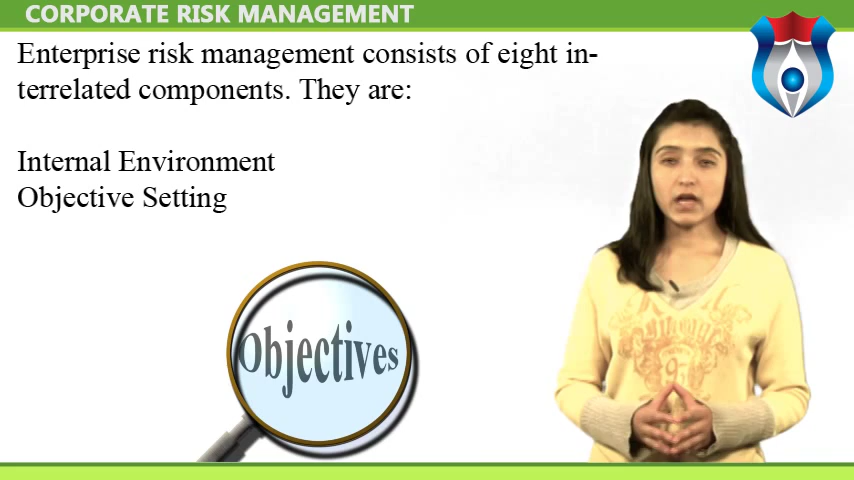 CORPORATE RISK MANAGEMENT
Enterprise risk management consists of eight in-
terrelated components. They are:
Internal Environment
Objective Setting
Objectives